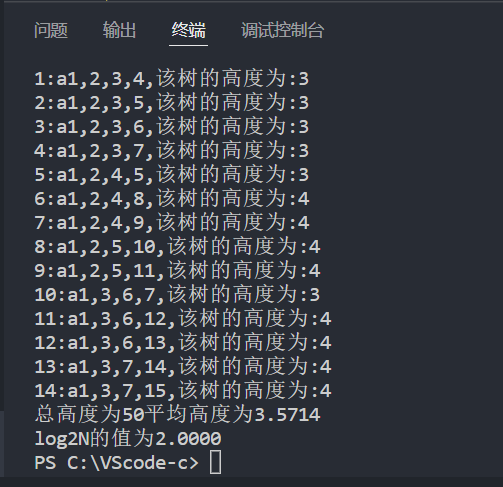 问题 输出 终端 调试控制台
1:a1,2,3,4,该树的高度为:3
2:a1,2,3,5,该树的高度为:3
3:a1,2,3,6,该树的高度为:3
4:a1,2,3,7,该树的高度为:3
5:a1,2,4,5,该树的高度为:3
6:a1,2,4,8,该树的高度为:4
7:a1,2,4,9,该树的高度为:4
8:a1,2,5,10,该树的高度为:4
9:a1,2,5,11,该树的高度为:4
10:a1,3,6,7,该树的高度为:3
11:a1,3,6,12,该树的高度为:4
12:a1,3,6,13,该树的高度为:4
13:a1,3,7,14,该树的高度为:4
14:a1,3,7,15,该树的高度为:4
总高度为50平均高度为3.5714
log2N的值为2.0000
PS C:\VScode-c>